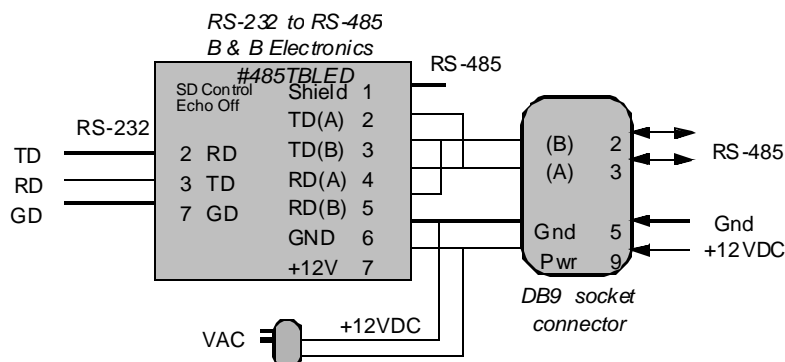 RS-232 to RS-485
B & B Electronics
#485TBLED
SD Control
Echo Off
Shield 1
TD(A) 2
TD(B) 3
RD(A) 4
RD(B) 5
GND 6
+12V 7
RS-232
2 RD
3 TD
7 GD
TD
RD
GD
RS-485
(B) 2
(A) 3
Gnd 5
Pwr 9
RS-485
Gnd
+12VDC
DB9 socket
connector
VAC
+12VDC